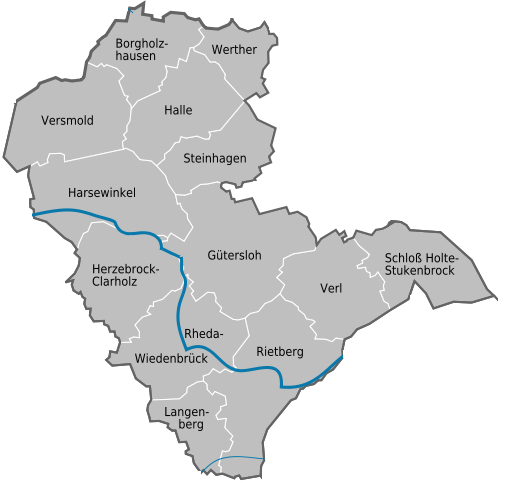 Borgholz-
hausen
Werther
Versmold
Halle
Steinhagen
Harsewinkel
Gütersloh
Herzebrock-
Clarholz
Verl
Schloß Holte-
Stukenbrock
Rheda-
Wiedenbrück
Rietberg
Langen-
berg